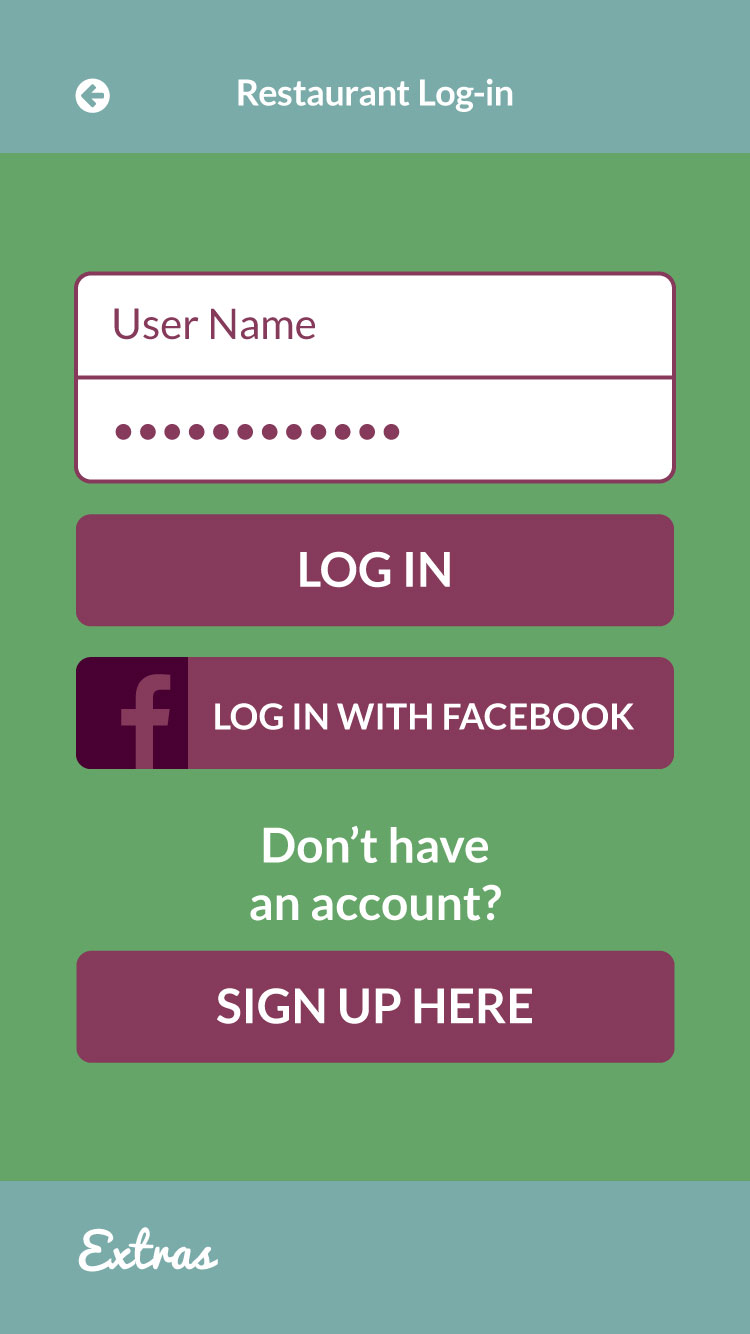 Restaurant Log-in
User Name
••••••••••••
LOG IN
LOG IN WITH FACEBOOK
Don’t have
an account?
SIGN UP HERE
Extras